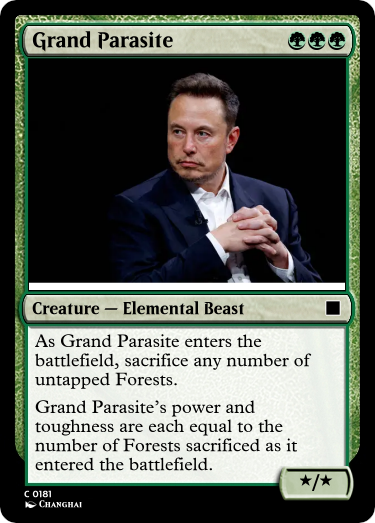 Grand Parasite
Creature — Elemental Beast
As Grand Parasite enters the
battlefield, sacrifice any number of
untapped Forests.
Grand Parasite's power and
toughness are each equal to the
number of Forests sacrificed as it
entered the battlefield.
★/★
C 0181
Changhai